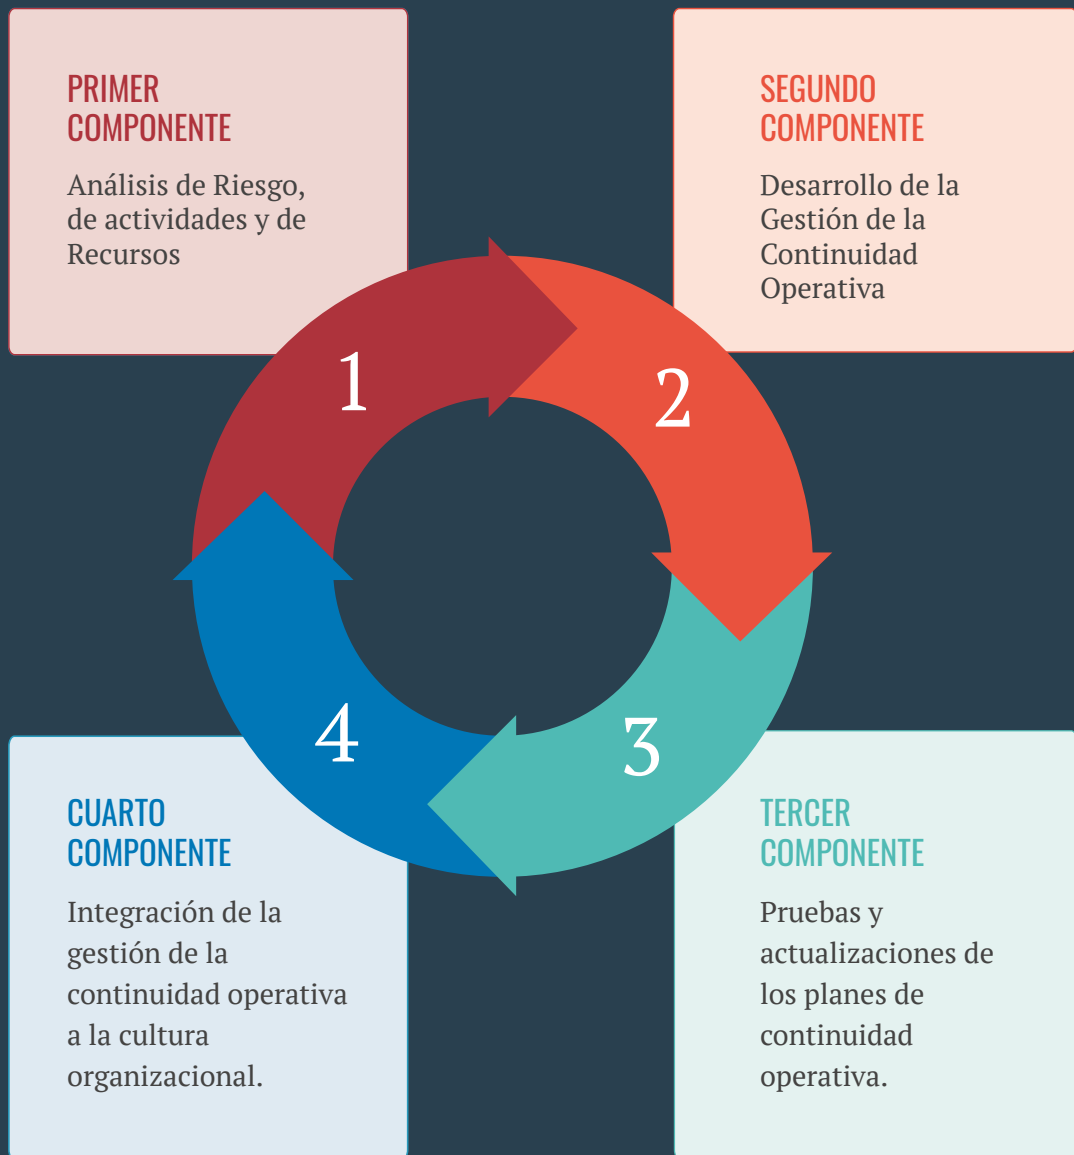 PRIMER
COMPONENTE
Análisis de Riesgo,
de actividades y de
Recursos
SEGUNDO
COMPONENTE
Desarrollo de la
Gestión de la
Continuidad
Operativa
1
2
3
4
CUARTO
COMPONENTE
Integración de la
gestión de la
continuidad operativa
a la cultura
organizacional.
TERCER
COMPONENTE
Pruebas y
actualizaciones de
los planes de
continuidad
operativa.